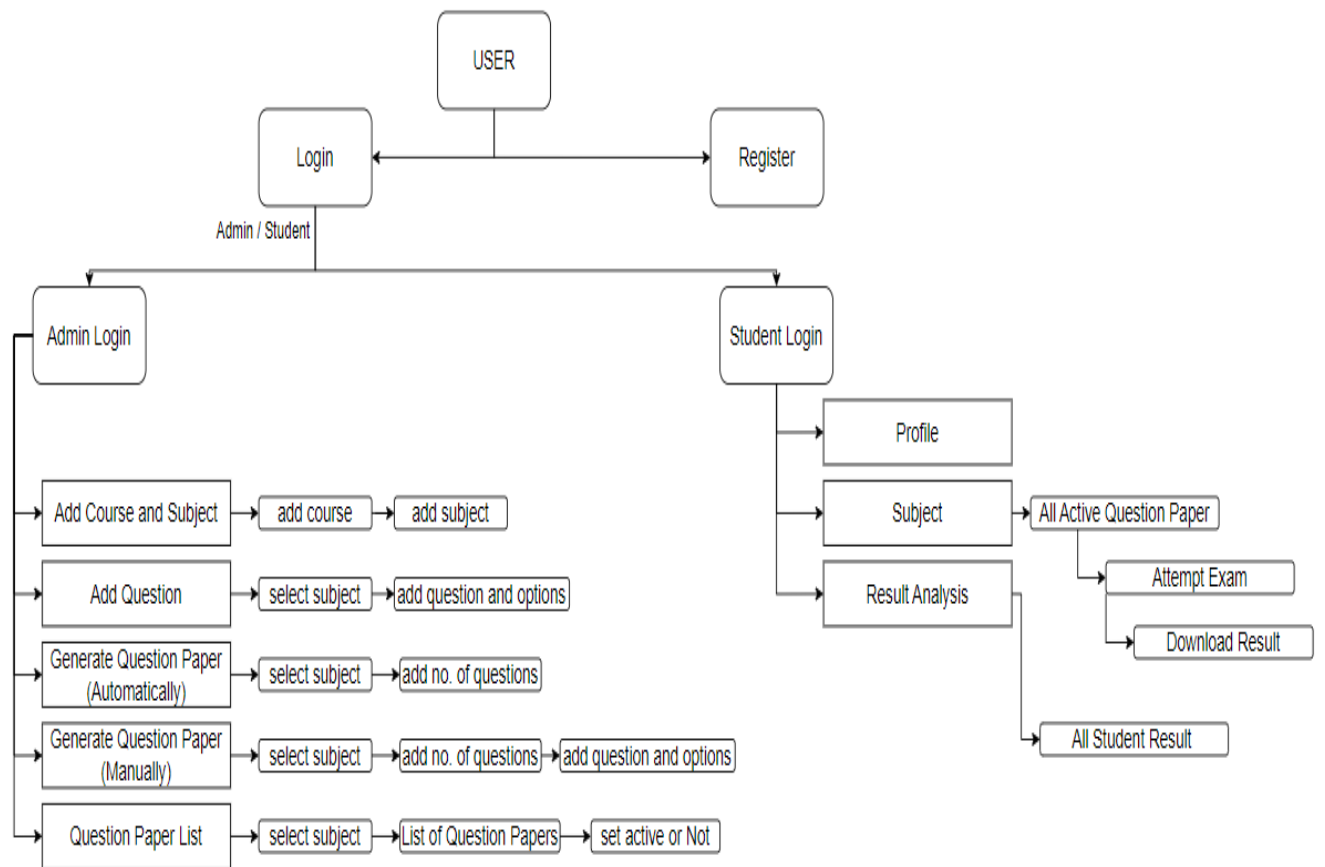 USER
Login
Register
Admin / Student
Admin Login
Student Login
Profile
Add Course and Subject
add course
add subject
Subject
All Active Question Paper
Attempt Exam
Add Question
select subject
add question and options
Result Analysis
Download Result
Generate Question Paper
(Automatically)
select subject
add no. of questions
Generate Question Paper
(Manually)
select subject
add no. of questions
add question and options
All Student Result
Question Paper List
select subject
List of Question Papers
set active or Not